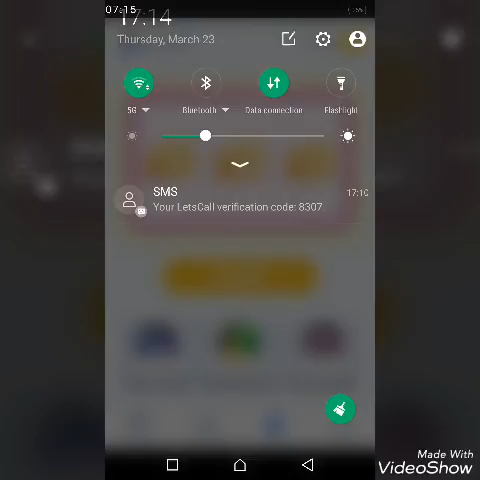 07:15
17:14
Thursday, March 23
5G
Bluetooth
Data connection
Flashlight
SMS
17:10
Your LetsCall verification code: 8307
Made With
VideoShow